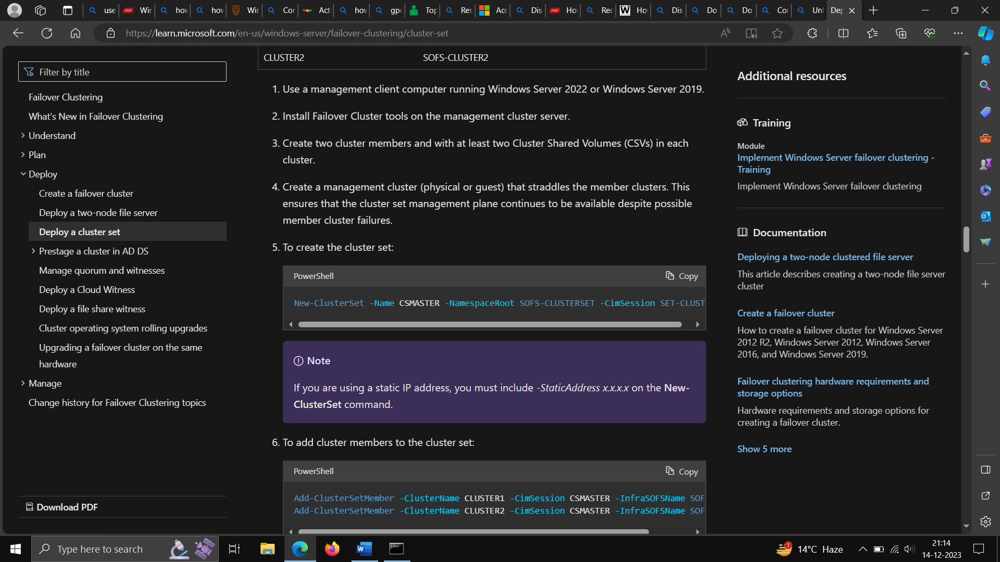 use
Win
how
how
Win
Cor
Act
how
gpe
Top
Res
Acc
Dis
Ho
Rec
How
Dis
Do
Do
Cor
Unl
Dep
https://learn.microsoft.com/en-us/windows-server/failover-clustering/cluster-set
Filter by title
Failover Clustering
What's New in Failover Clustering
Understand
Plan
Deploy
Create a failover cluster
Deploy a two-node file server
Deploy a cluster set
Prestage a cluster in AD DS
Manage quorum and witnesses
Deploy a Cloud Witness
Deploy a file share witness
Cluster operating system rolling upgrades
Upgrading a failover cluster on the same
hardware
Manage
Change history for Failover Clustering topics
Download PDF
CLUSTER2 SOFS-CLUSTER2
1. Use a management client computer running Windows Server 2022 or Windows Server 2019.
2. Install Failover Cluster tools on the management cluster server.
3. Create two cluster members and with at least two Cluster Shared Volumes (CSVs) in each
cluster.
4. Create a management cluster (physical or guest) that straddles the member clusters. This
ensures that the cluster set management plane continues to be available despite possible
member cluster failures.
5. To create the cluster set:
PowerShell Copy
New-ClusterSet -Name CSMASTER -NamespaceRoot SOFS-CLUSTERSET -CimSession SET-CLUST
Note
If you are using a static IP address, you must include -StaticAddress x.x.x.x on the New-
ClusterSet command.
6. To add cluster members to the cluster set:
PowerShell Copy
Add-ClusterSetMember -ClusterName CLUSTER1 -CimSession CSMASTER -InfraSOFSName SOF
Add-ClusterSetMember -ClusterName CLUSTER2 -CimSession CSMASTER -InfraSOFSName SOF
Additional resources
Training
Module
Implement Windows Server failover clustering -
Training
Implement Windows Server failover clustering
Documentation
Deploying a two-node clustered file server
This article describes creating a two-node file server
cluster
Create a failover cluster
How to create a failover cluster for Windows Server
2012 R2, Windows Server 2012, Windows Server
2016, and Windows Server 2019.
Failover clustering hardware requirements and
storage options
Hardware requirements and storage options for
creating a failover cluster.
Show 5 more
Type here to search
1
14°C Haze
21:14
14-12-2023